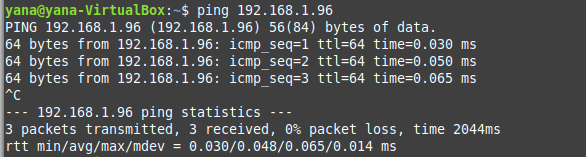 yana@yana-VirtualBox:~$ ping 192.168.1.96
PING 192.168.1.96 (192.168.1.96) 56(84) bytes of data.
64 bytes from 192.168.1.96: icmp_seq=1 ttl=64 time=0.030 ms
64 bytes from 192.168.1.96: icmp_seq=2 ttl=64 time=0.050 ms
64 bytes from 192.168.1.96: icmp_seq=3 ttl=64 time=0.065 ms
^C
--- 192.168.1.96 ping statistics ---
3 packets transmitted, 3 received, 0% packet loss, time 2044ms
rtt min/avg/max/mdev = 0.030/0.048/0.065/0.014 ms